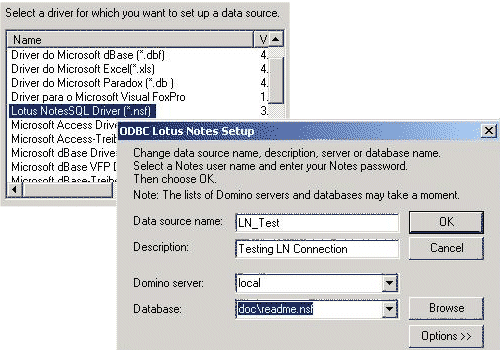 Select a driver for which you want to set up a data source.
Name V
Driver do Microsoft dBase (*.dbf) 4.
Driver do Microsoft Excel(*.xls) 4.
Driver do Microsoft Paradox (*.db ) 4.
Driver para o Microsoft Visual FoxPro 1.
Lotus NotesSQL Driver (*.nsf) 3.
Microsoft Access Drive
Microsoft Access-Treib
Microsoft dBase Drive
Microsoft dBase VFP D
Microsoft dBase-Treibe
ODBC Lotus Notes Setup
Change data source name, description, server or database name.
Select a Notes user name and enter your Notes password.
Then choose OK.
Note: The lists of Domino servers and databases may take a moment.
Data source name: LN_Test OK
Description: Testing LN Connection Cancel
Domino server: local
Database: doc\readme.nsf Browse
Options >>